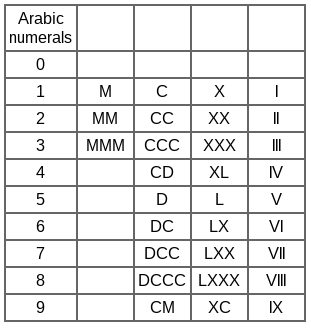 Arabic
numerals
0
1 M C X Ⅰ
2 MM CC XX Ⅱ
3 MMM CCC XXX Ⅲ
4 CD XL Ⅳ
5 D L Ⅴ
6 DC LX Ⅵ
7 DCC LXX Ⅶ
8 DCCC LXXX Ⅷ
9 CM XC Ⅸ